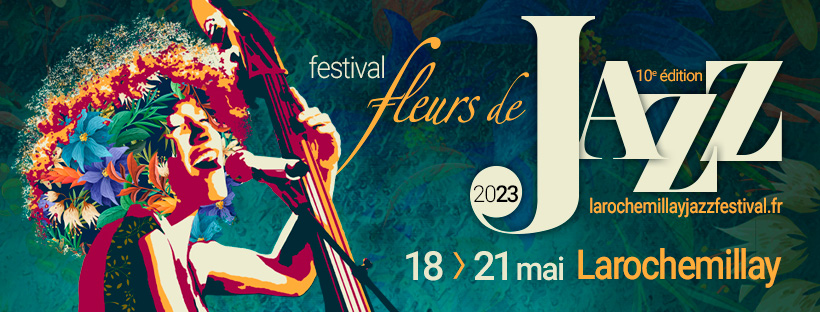 festival
fleurs de
JAZZ
10e édition
2023
larochemillayjazzfestival.fr
18 > 21 mai Larochemillay